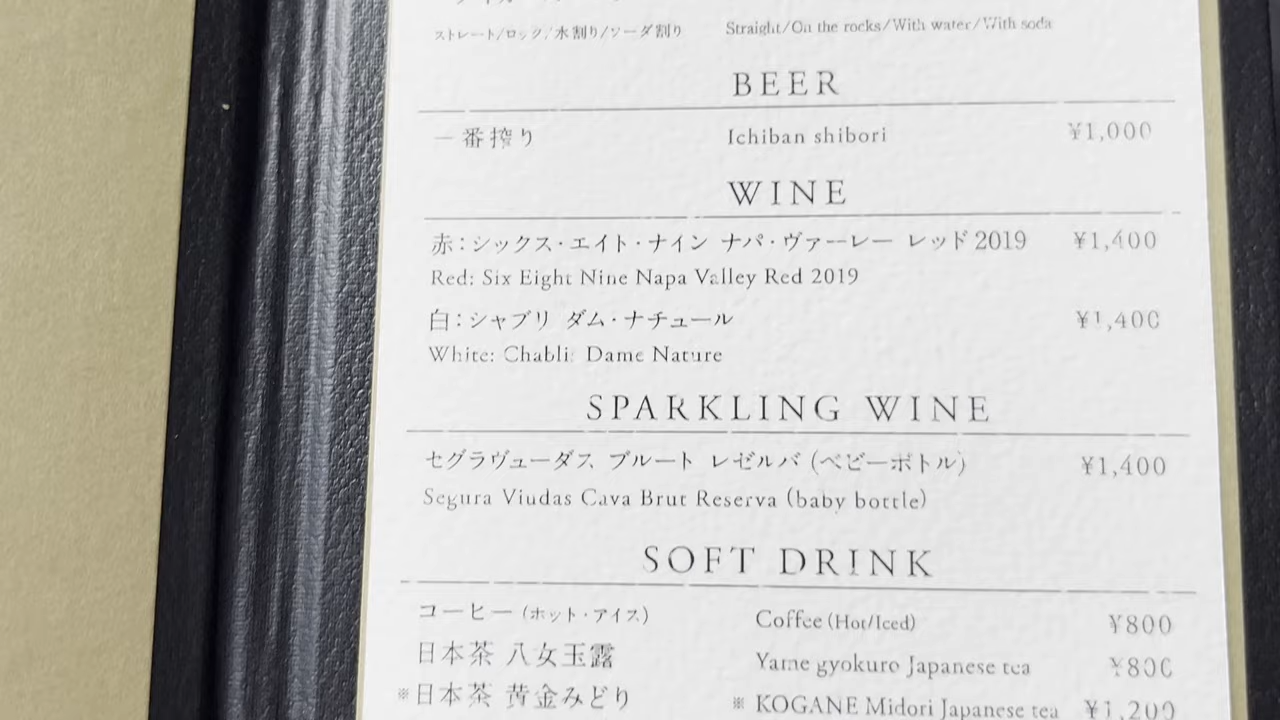 ストレート/ロック/水割り/ソーダ割り Straight/On the rocks/With water/With soda
BEER
一番搾り Ichiban shibori ¥1,000
WINE
赤：シックス・エイト・ナイン ナパ・ヴァーレー レッド2019 ¥1,400
Red: Six Eight Nine Napa Valley Red 2019
白：シャブリ ダム・ナチュール ¥1,400
White: Chabli Dame Nature
SPARKLING WINE
セグラヴューダス ブルート レゼルバ (ベビーボトル) ¥1,400
Segura Viudas Cava Brut Reserva (baby bottle)
SOFT DRINK
コーヒー (ホット・アイス) Coffee (Hot/Iced) ¥800
日本茶 八女玉露 Yame gyokuro Japanese tea ¥800
※日本茶 黄金みどり ※ KOGANE Midori Japanese tea ¥1,200